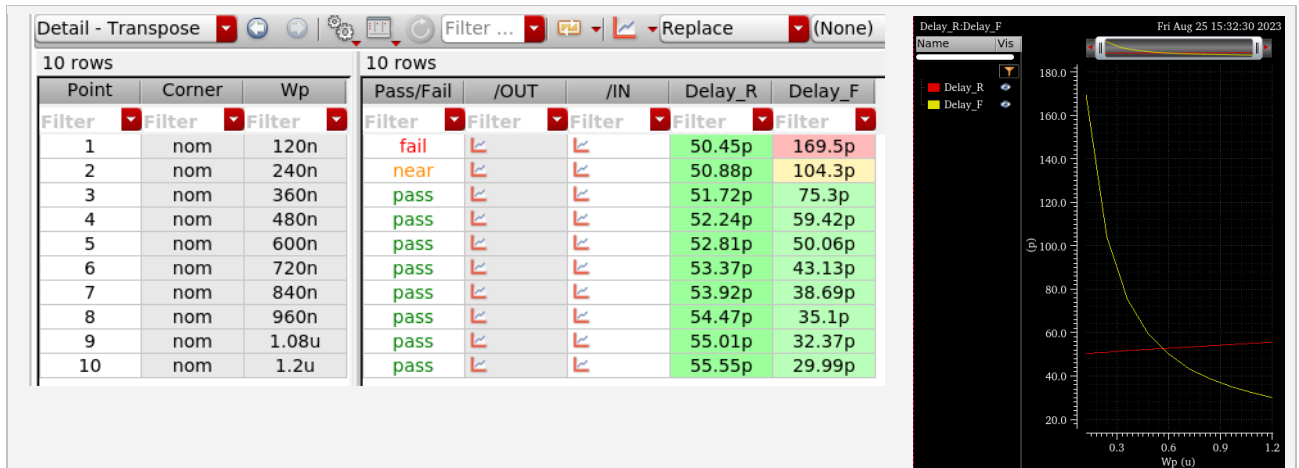 Detail - Transpose Filter ... Replace (None)
10 rows 10 rows
Point Corner Wp Pass/Fail /OUT /IN Delay_R Delay_F
Filter Filter Filter Filter Filter Filter Filter Filter
1 nom 120n fail 50.45p 169.5p
2 nom 240n near 50.88p 104.3p
3 nom 360n pass 51.72p 75.3p
4 nom 480n pass 52.24p 59.42p
5 nom 600n pass 52.81p 50.06p
6 nom 720n pass 53.37p 43.13p
7 nom 840n pass 53.92p 38.69p
8 nom 960n pass 54.47p 35.1p
9 nom 1.08u pass 55.01p 32.37p
10 nom 1.2u pass 55.55p 29.99p
Delay_R:Delay_F Fri Aug 25 15:32:30 2023
Name Vis
Delay_R
Delay_F
180.0
160.0
140.0
120.0
100.0
80.0
60.0
40.0
20.0
(p)
0.3 0.6 0.9 1.2
Wp (u)